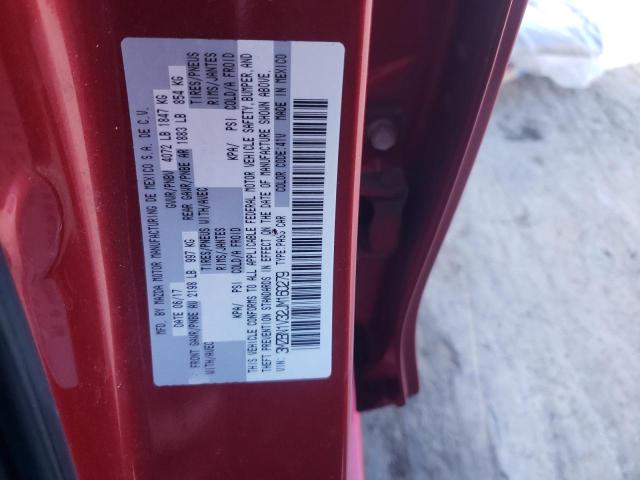 MFD. BY MAZDA MOTOR MANUFACTURING DE MEXICO S.A. DE C.V.
DATE 06/17 GVWR/PNBV 4072 LB 1847 KG
FRONT GAWR/PNBE AV 2198 LB 997 KG REAR GAWR/PNBE AR 1883 LB 854 KG
WITH/AVEC TIRES/PNEUS WITH/AVEC TIRES/PNEUS
RIMS/JANTES RIMS/JANTES
KPA/ PSI COLD/A FROID KPA/ PSI COLD/A FROID
THIS VEHICLE CONFORMS TO ALL APPLICABLE FEDERAL MOTOR VEHICLE SAFETY, BUMPER, AND
THEFT PREVENTION STANDARDS IN EFFECT ON THE DATE OF MANUFACTURE SHOWN ABOVE.
VIN: 3MZBN1V32JM160279 TYPE:PASS CAR COLOR CODE:41V MADE IN MEXICO